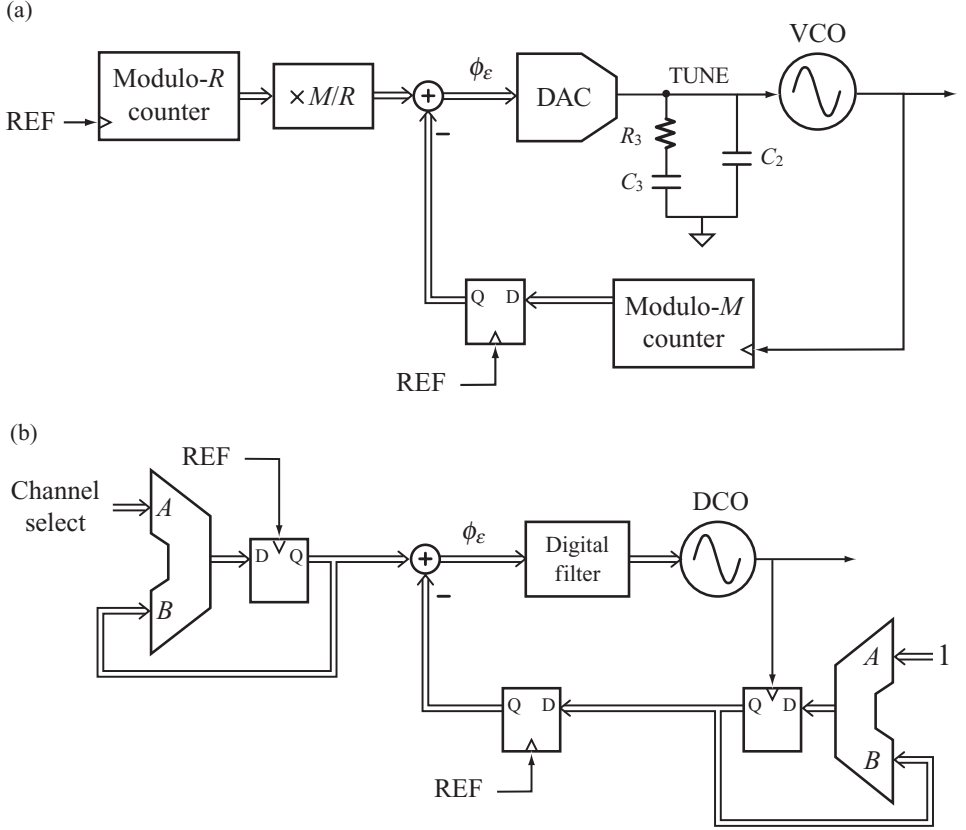 (a)
VCO
Modulo-R
counter
× M/R
ϕε
DAC
TUNE
REF
+
−
R3
C3
C2
Q D
Modulo-M
counter
REF
(b)
REF
Channel
select
A
B
D Q
ϕε
+
−
Digital
filter
DCO
A
1
B
Q D
Q D
REF